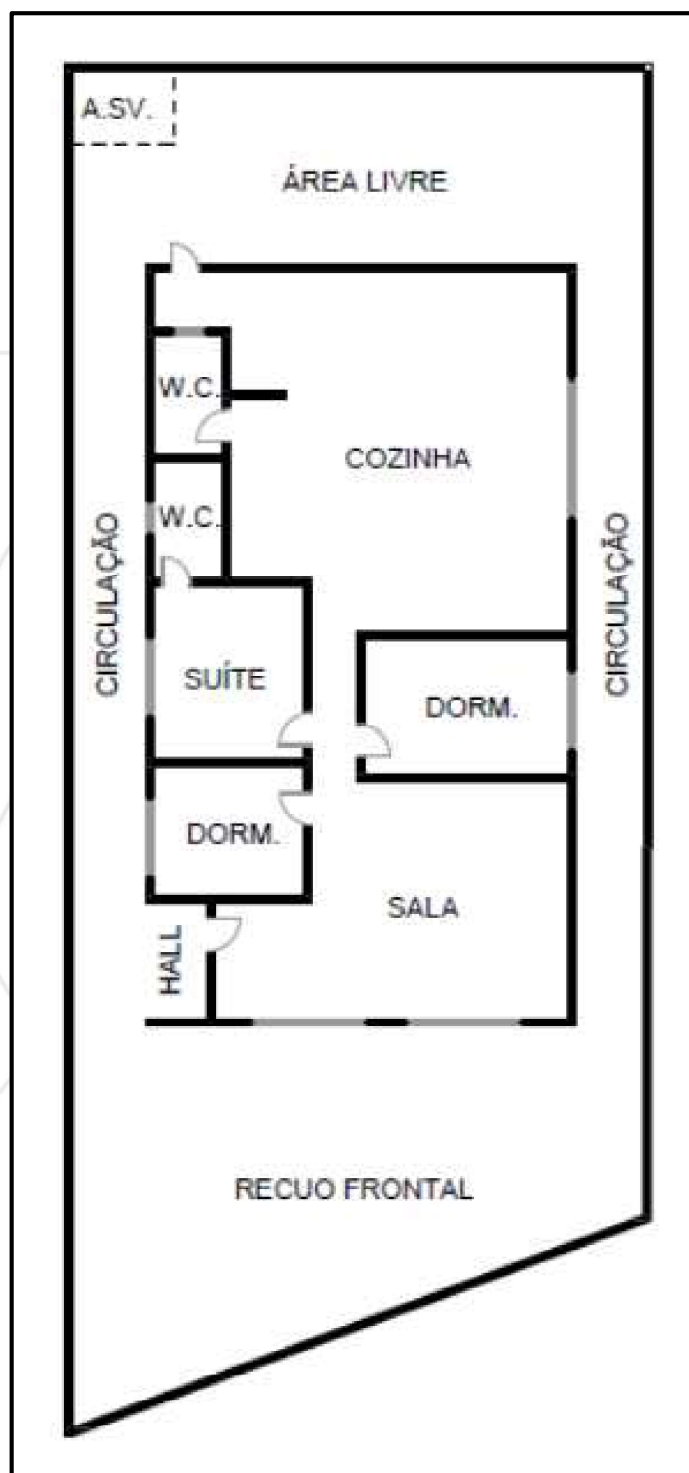 A.SV.
ÁREA LIVRE
W.C.
COZINHA
W.C.
CIRCULAÇÃO
CIRCULAÇÃO
SUÍTE
DORM.
DORM.
SALA
HALL
RECUO FRONTAL